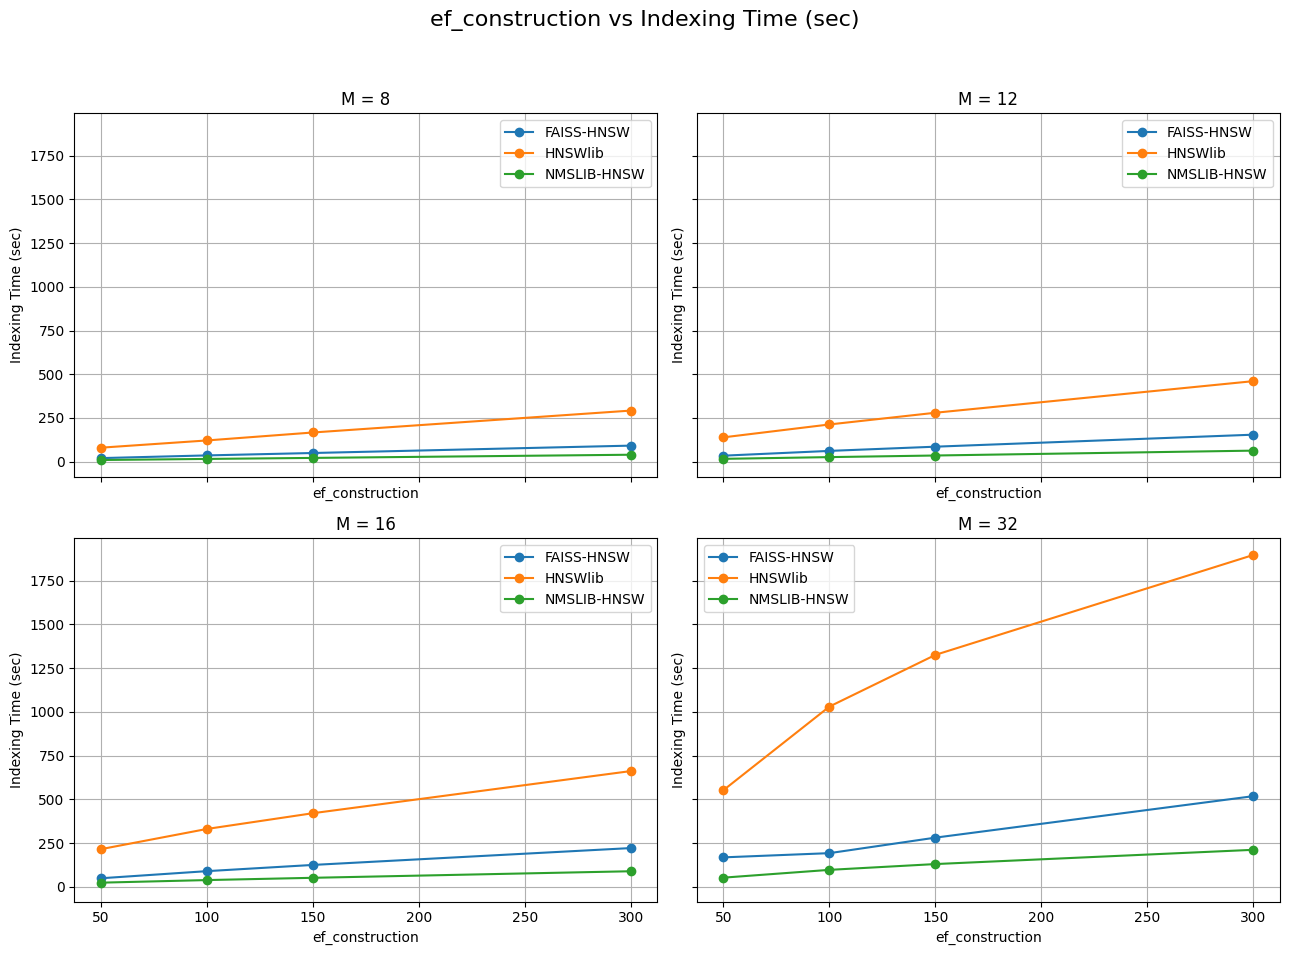 ef_construction vs Indexing Time (sec)
M = 8
FAISS-HNSW
HNSWlib
NMSLIB-HNSW
1750
1500
1250
1000
750
500
250
0
Indexing Time (sec)
ef_construction
M = 12
FAISS-HNSW
HNSWlib
NMSLIB-HNSW
Indexing Time (sec)
ef_construction
M = 16
FAISS-HNSW
HNSWlib
NMSLIB-HNSW
1750
1500
1250
1000
750
500
250
0
Indexing Time (sec)
50 100 150 200 250 300
ef_construction
M = 32
FAISS-HNSW
HNSWlib
NMSLIB-HNSW
Indexing Time (sec)
50 100 150 200 250 300
ef_construction